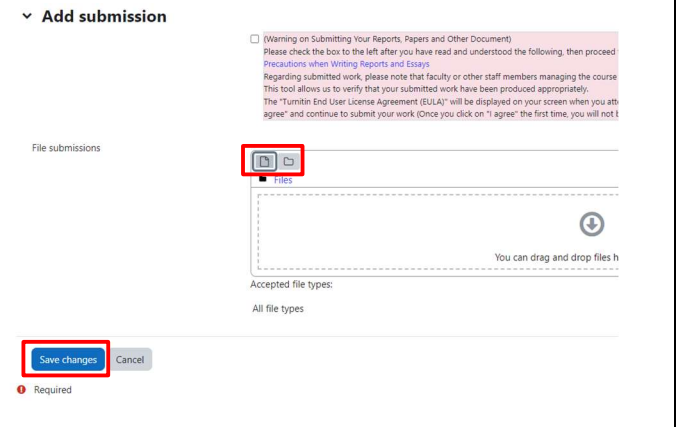 Add submission
(Warning on Submitting Your Reports, Papers and Other Document)
Please check the box to the left after you have read and understood the following, then proceed
Precautions when Writing Reports and Essays
Regarding submitted work, please note that faculty or other staff members managing the course
This tool allows us to verify that your submitted work have been produced appropriately.
The "Turnitin End User License Agreement (EULA)" will be displayed on your screen when you
agree" and continue to submit your work (Once you click on "I agree" the first time, you will not
File submissions
Files
You can drag and drop files
Accepted file types:
All file types
Save changes Cancel
Required